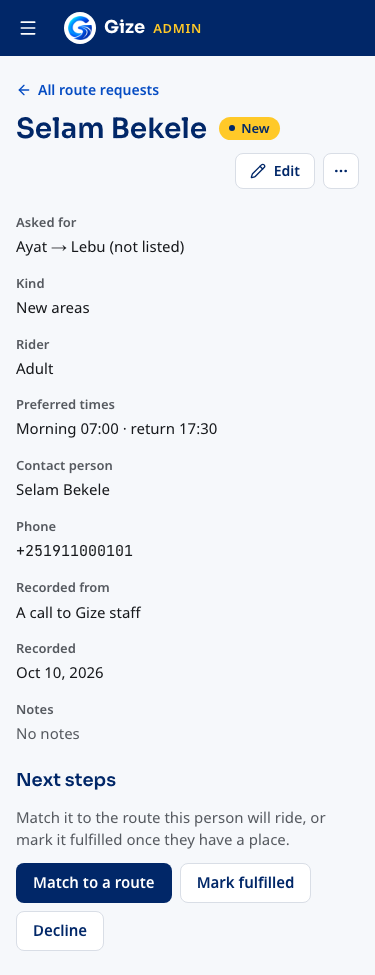 Gize ADMIN
← All route requests
Selam Bekele
New
Edit
...
Asked for
Ayat → Lebu (not listed)
Kind
New areas
Rider
Adult
Preferred times
Morning 07:00 · return 17:30
Contact person
Selam Bekele
Phone
+251911000101
Recorded from
A call to Gize staff
Recorded
Oct 10, 2026
Notes
No notes
Next steps
Match it to the route this person will ride, or
mark it fulfilled once they have a place.
Match to a route
Mark fulfilled
Decline